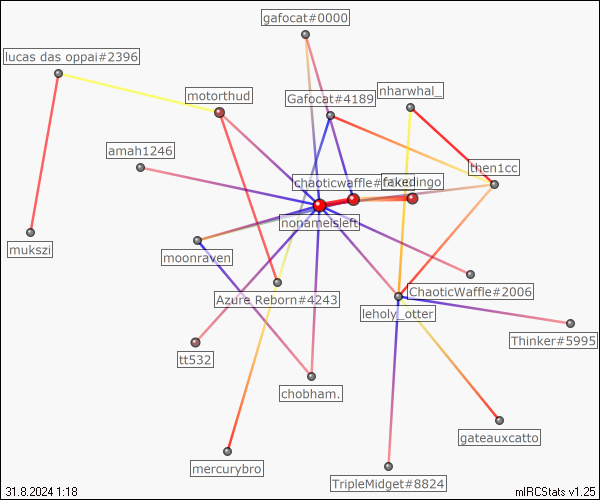 gafocat#0000
lucas das oppai#2396
motorthud
nharwhal_
Gafocat#4189
amah1246
then1cc
chaoticwaffle#
fakedingo
nonameisleft
mukszi
moonraven
Azure Reborn#4243
ChaoticWaffle#2006
leholy_otter
Thinker#5995
tt532
chobham.
gateauxcatto
mercurybro
TripleMidget#8824
31.8.2024 1:18
mIRCStats v1.25